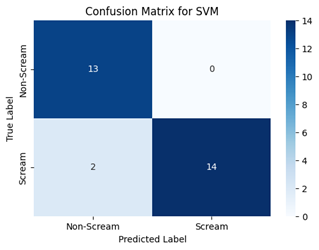 Confusion Matrix for SVM
True Label
Non-Scream
13
0
Scream
2
14
Non-Scream
Scream
Predicted Label
14
12
10
8
6
4
2
0